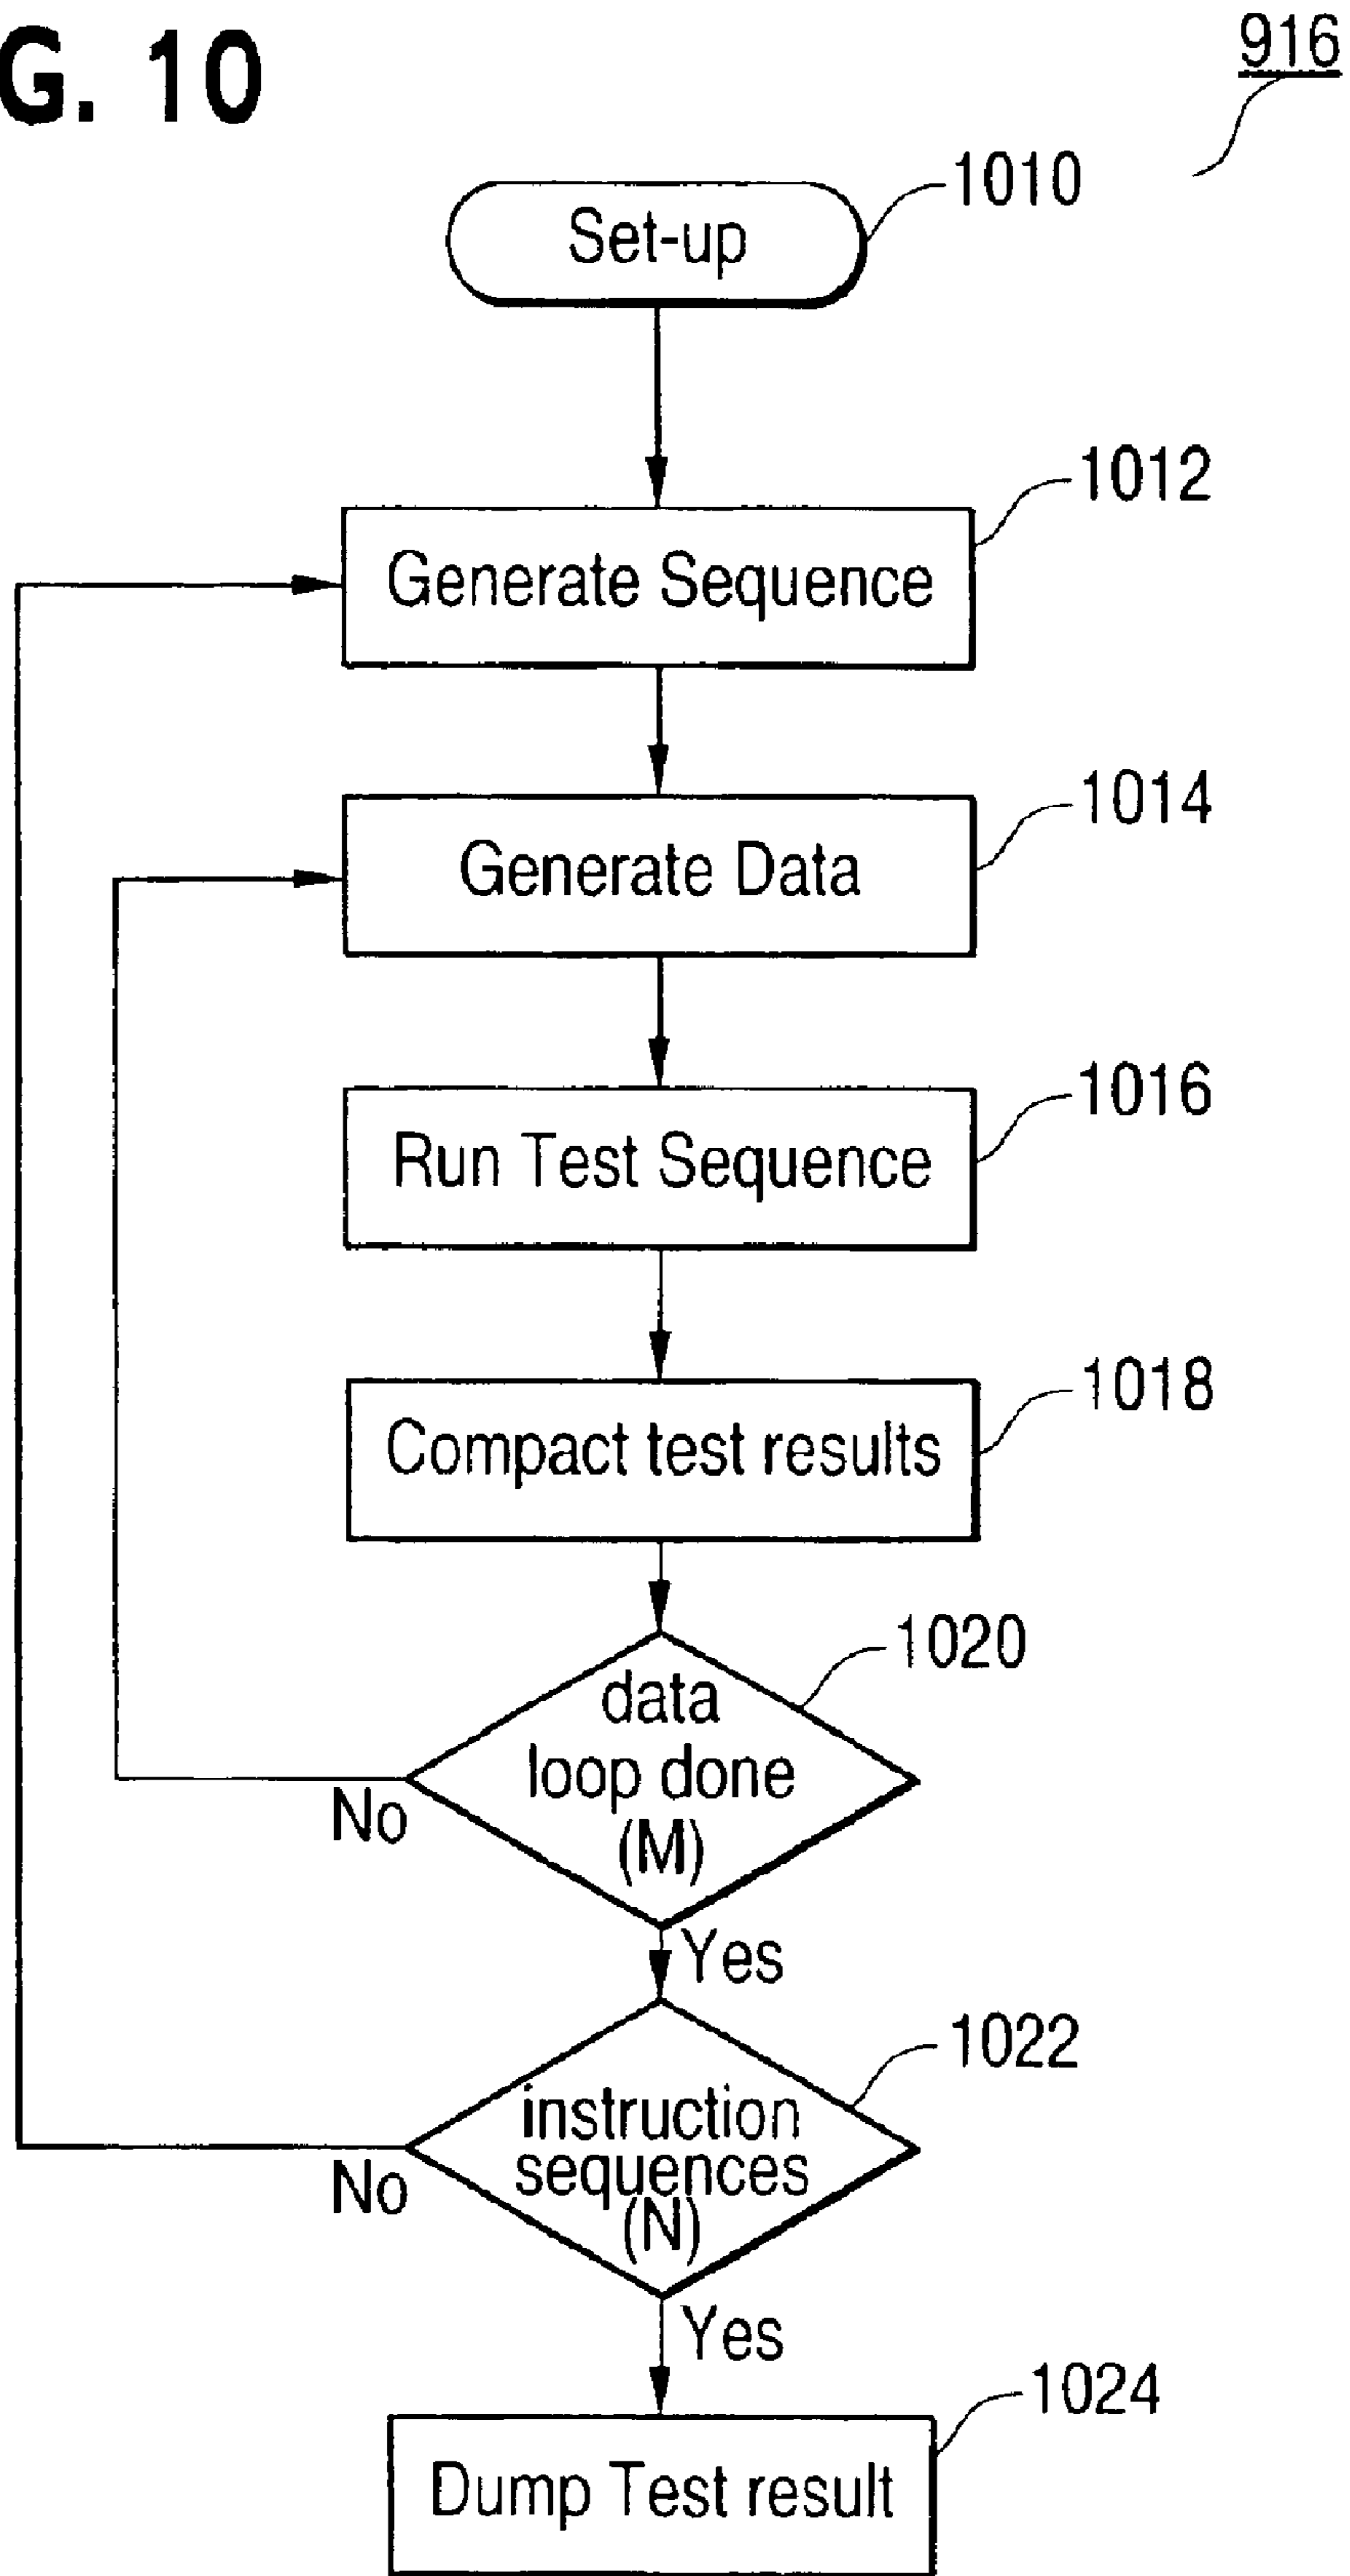 G. 10
916
1010
Set-up
1012
Generate Sequence
1014
Generate Data
1016
Run Test Sequence
1018
Compact test results
1020
data
loop done
(M)
No
Yes
1022
instruction
sequences
(N)
No
Yes
1024
Dump Test result